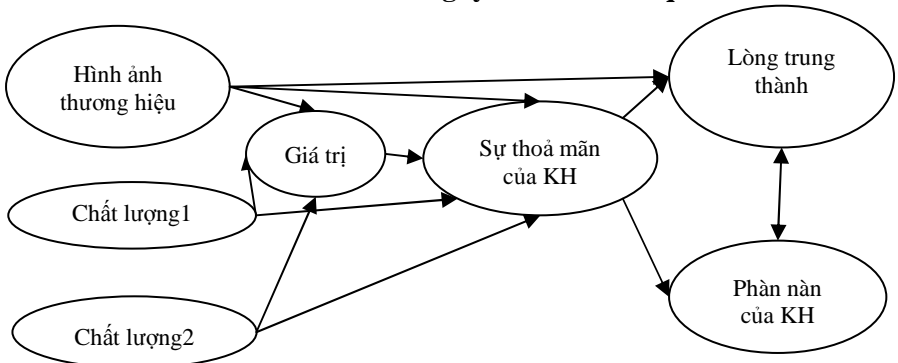 Hình ảnh
thương hiệu
Lòng trung
thành
Giá trị
Sự thoả mãn
của KH
Chất lượng1
Chất lượng2
Phàn nàn
của KH